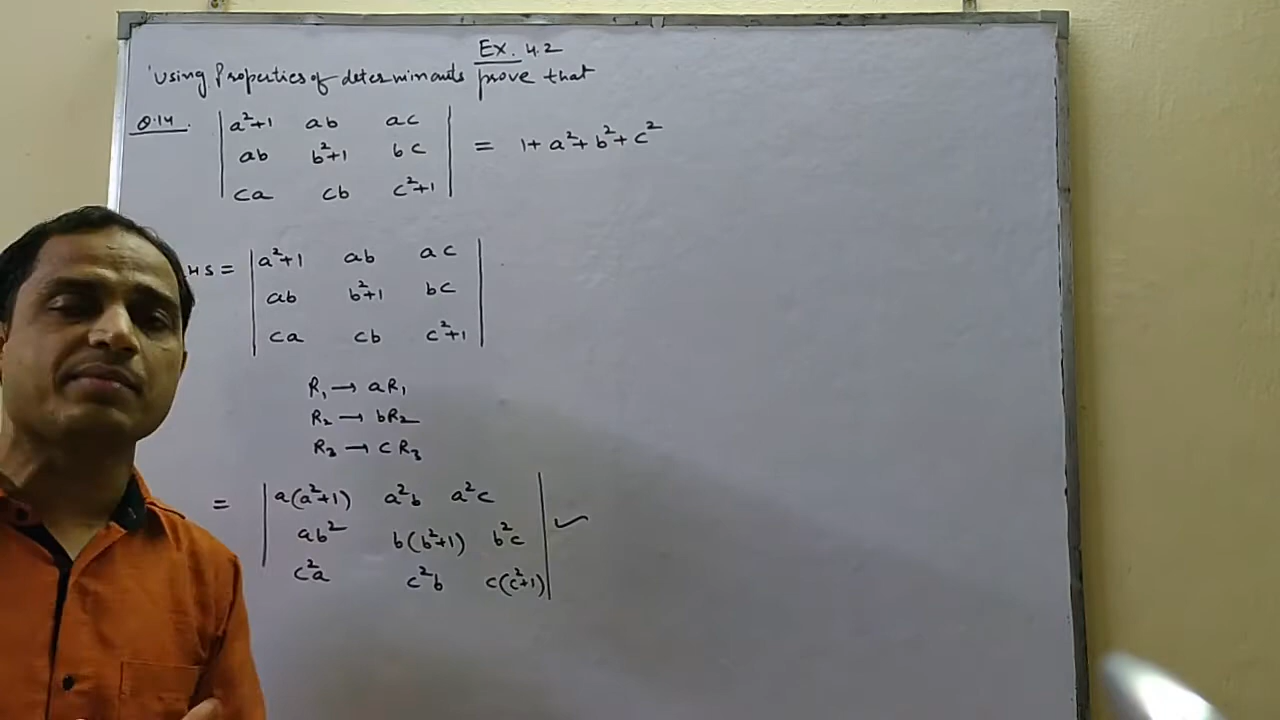 Ex. 4.2
Using Properties of determinants prove that
Q.14. | a²+1 ab ac | = 1+a²+b²+c²
| ab b²+1 bc |
| ca cb c²+1 |
HS = | a²+1 ab ac |
| ab b²+1 bc |
| ca cb c²+1 |
R₁ → aR₁
R₂ → bR₂
R₃ → cR₃
= | a(a²+1) a²b a²c |
| ab² b(b²+1) b²c | ✓
| c²a c²b c(c²+1) |